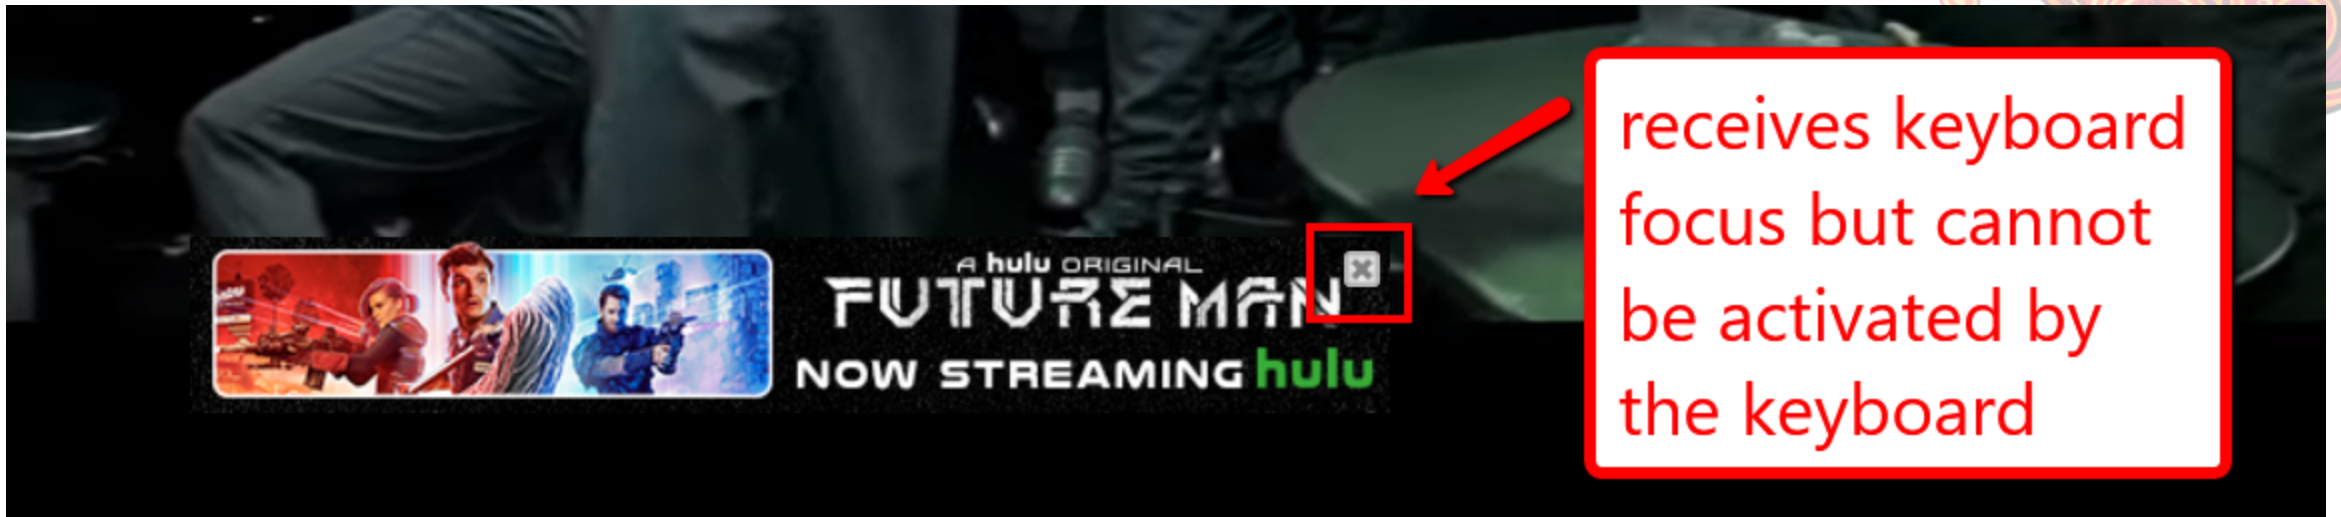 A hulu ORIGINAL
FUTURE MAN
NOW STREAMING hulu
receives keyboard
focus but cannot
be activated by
the keyboard